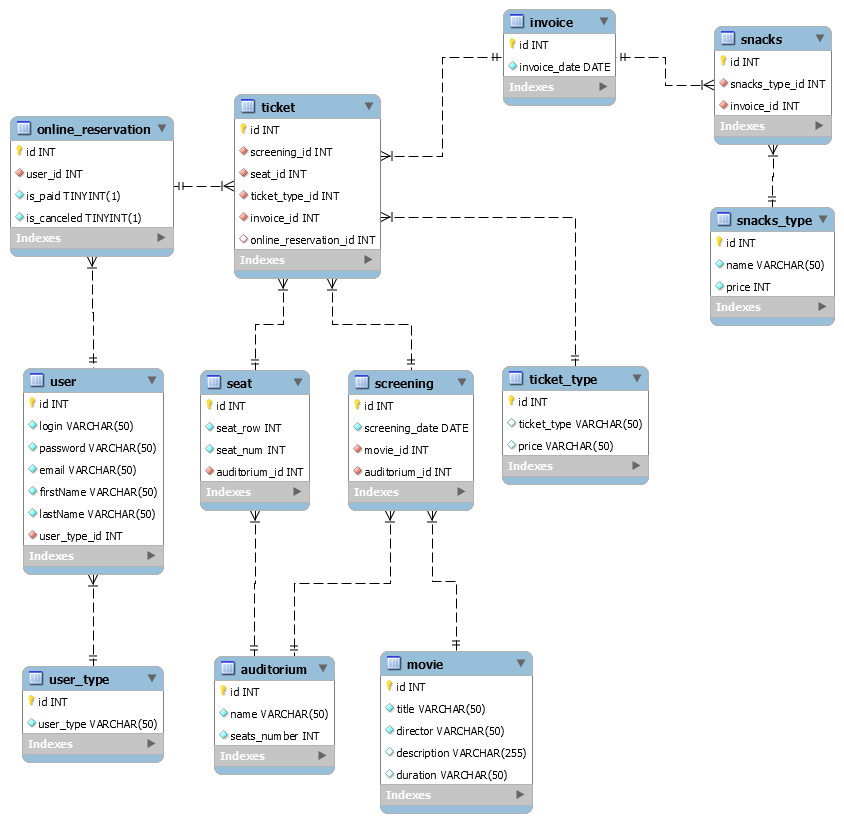 invoice
id INT
invoice_date DATE
Indexes
snacks
id INT
snacks_type_id INT
invoice_id INT
Indexes
ticket
id INT
screening_id INT
seat_id INT
ticket_type_id INT
invoice_id INT
online_reservation_id INT
Indexes
online_reservation
id INT
user_id INT
is_paid TINYINT(1)
is_canceled TINYINT(1)
Indexes
snacks_type
id INT
name VARCHAR(50)
price INT
Indexes
user
id INT
login VARCHAR(50)
password VARCHAR(50)
email VARCHAR(50)
firstName VARCHAR(50)
lastName VARCHAR(50)
user_type_id INT
Indexes
seat
id INT
seat_row INT
seat_num INT
auditorium_id INT
Indexes
screening
id INT
screening_date DATE
movie_id INT
auditorium_id INT
Indexes
ticket_type
id INT
ticket_type VARCHAR(50)
price VARCHAR(50)
Indexes
user_type
id INT
user_type VARCHAR(50)
Indexes
auditorium
id INT
name VARCHAR(50)
seats_number INT
Indexes
movie
id INT
title VARCHAR(50)
director VARCHAR(50)
description VARCHAR(255)
duration VARCHAR(50)
Indexes